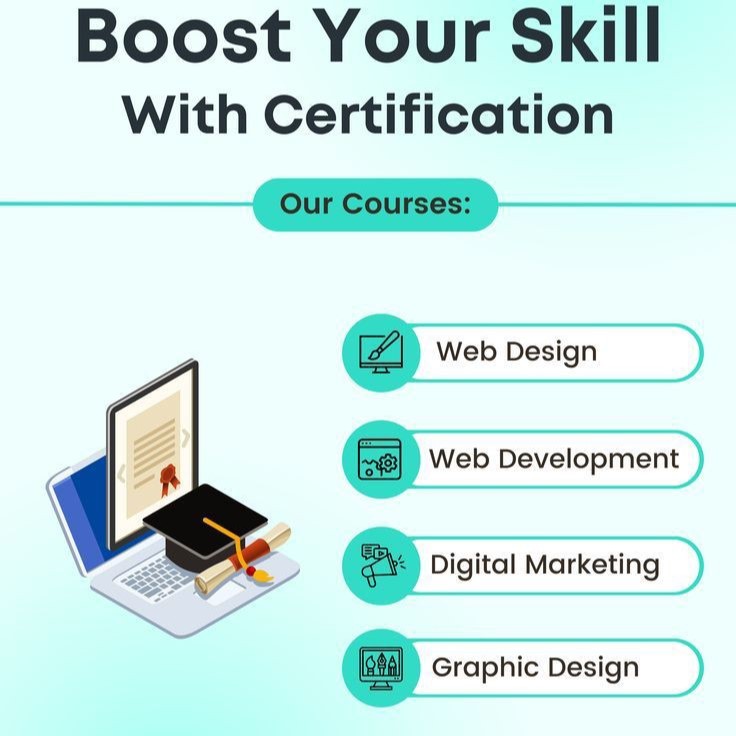 Boost Your Skill
With Certification
Our Courses:
Web Design
Web Development
Digital Marketing
Graphic Design